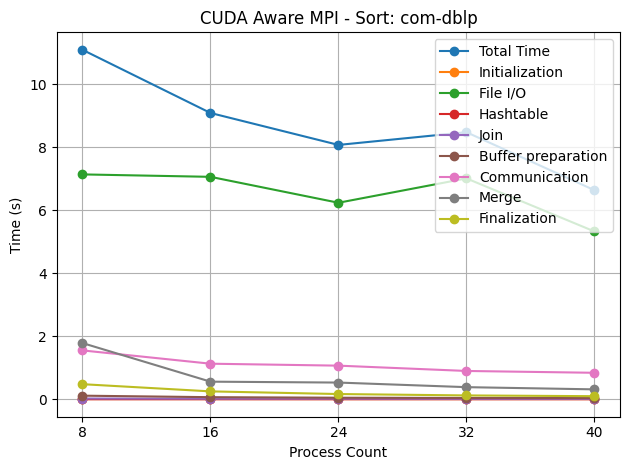 CUDA Aware MPI - Sort: com-dblp
Total Time
Initialization
File I/O
Hashtable
Join
Buffer preparation
Communication
Merge
Finalization
Time (s)
10
8
6
4
2
0
8 16 24 32 40
Process Count